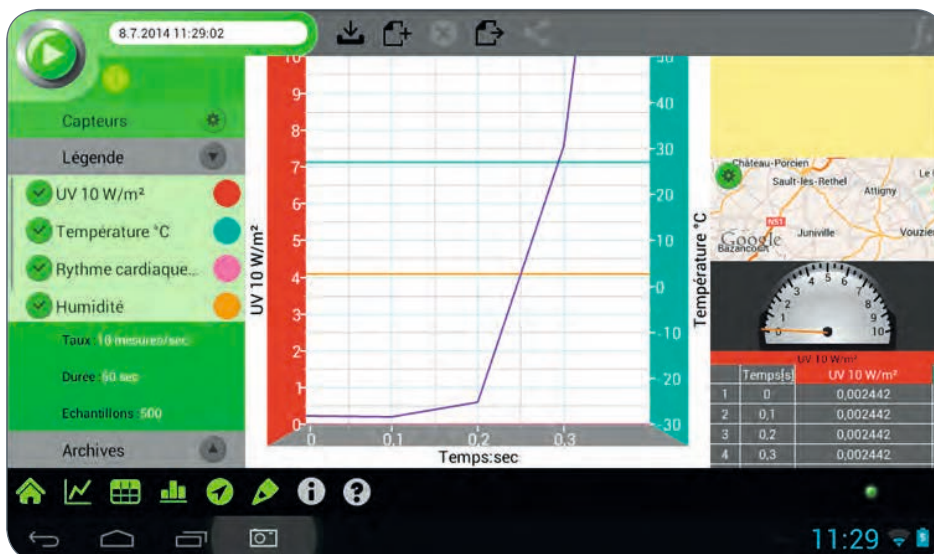 8.7.2014 11:29:02
Capteurs
Légende
UV 10 W/m²
Température °C
Rythme cardiaque...
Humidité
Taux :10 mesures/sec
Durée :50 sec
Echantillons :500
Archives
UV 10 W/m²
10
9
8
7
6
5
4
3
2
1
0
0 0,1 0,2 0,3
Temps:sec
50
40
30
20
10
0
-10
-20
-30
Température °C
Château-Porcien
Sault-lès-Rethel
Attigny
Le
N51
Juniville
Vouzier
Google
Bazancourt
0 1 2 3 4 5 6 7 8 9 10
UV 10 W/m²
Temps[s] UV 10 W/m²
1 0 0,002442
2 0,1 0,002442
3 0,2 0,002442
4 0,3 0,002442
11:29